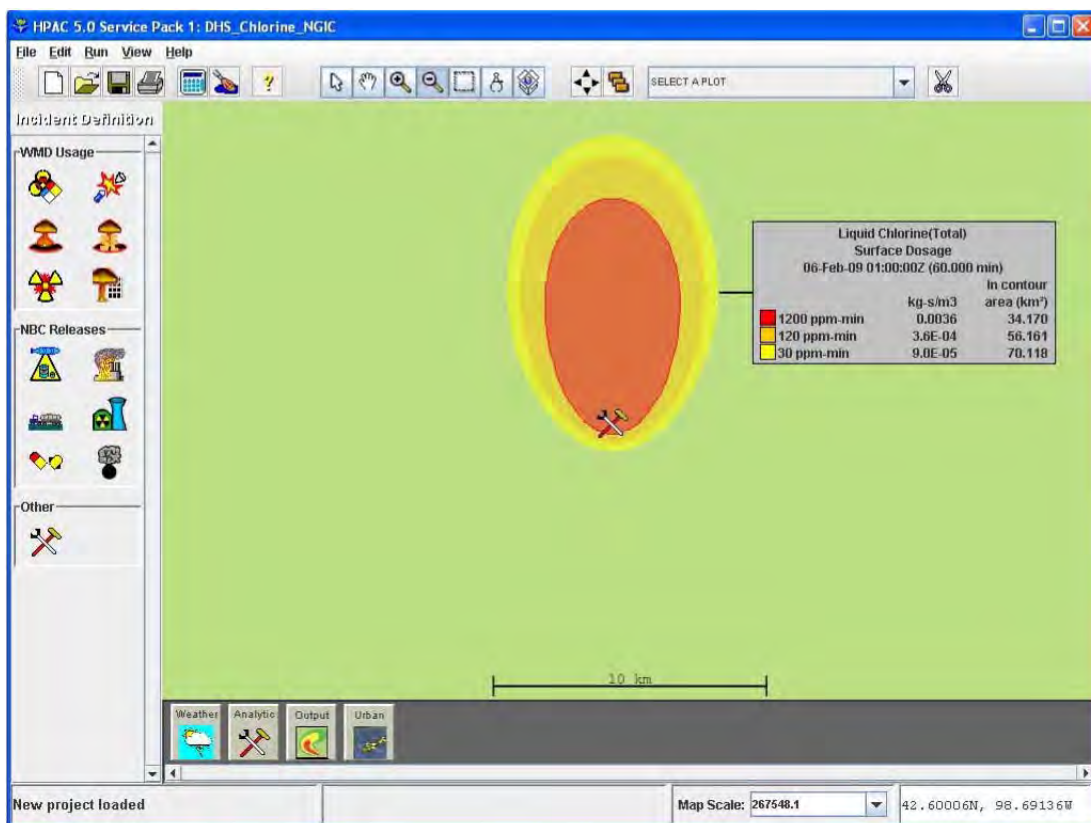 HPAC 5.0 Service Pack 1: DHS_Chlorine_NGIC
File Edit Run View Help
SELECT A PLOT
Incident Definition
WMD Usage
NBC Releases
Other
Liquid Chlorine(Total)
Surface Dosage
06-Feb-09 01:00:00Z (60.000 min)
In contour
kg-s/m3 area (km²)
1200 ppm-min 0.0036 34.170
120 ppm-min 3.6E-04 56.161
30 ppm-min 9.0E-05 70.118
10 km
Weather Analytic Output Urban
New project loaded
Map Scale: 267548.1
42.60006N, 98.69136W